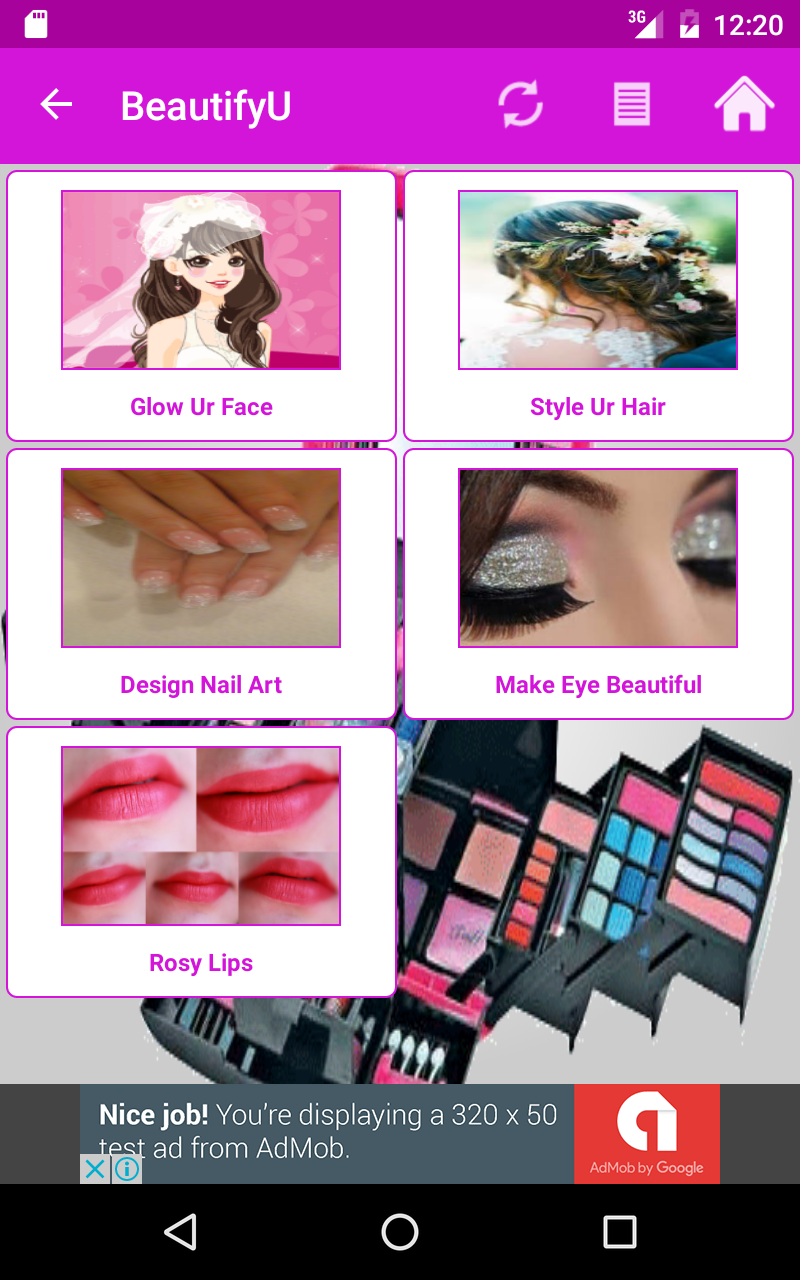 3G
12:20
BeautifyU
Glow Ur Face
Style Ur Hair
Design Nail Art
Make Eye Beautiful
Rosy Lips
Nice job! You're displaying a 320 x 50
test ad from AdMob.
AdMob by Google